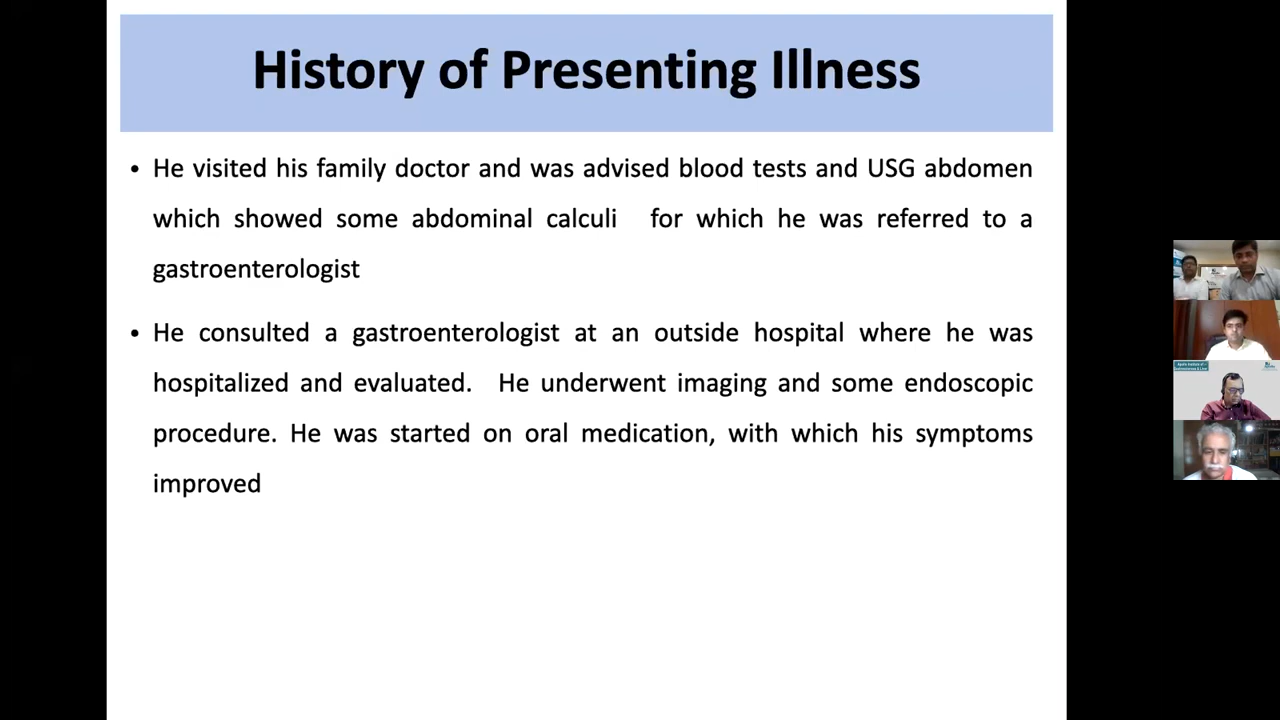 History of Presenting Illness
• He visited his family doctor and was advised blood tests and USG abdomen
which showed some abdominal calculi for which he was referred to a
gastroenterologist
• He consulted a gastroenterologist at an outside hospital where he was
hospitalized and evaluated. He underwent imaging and some endoscopic
procedure. He was started on oral medication, with which his symptoms
improved